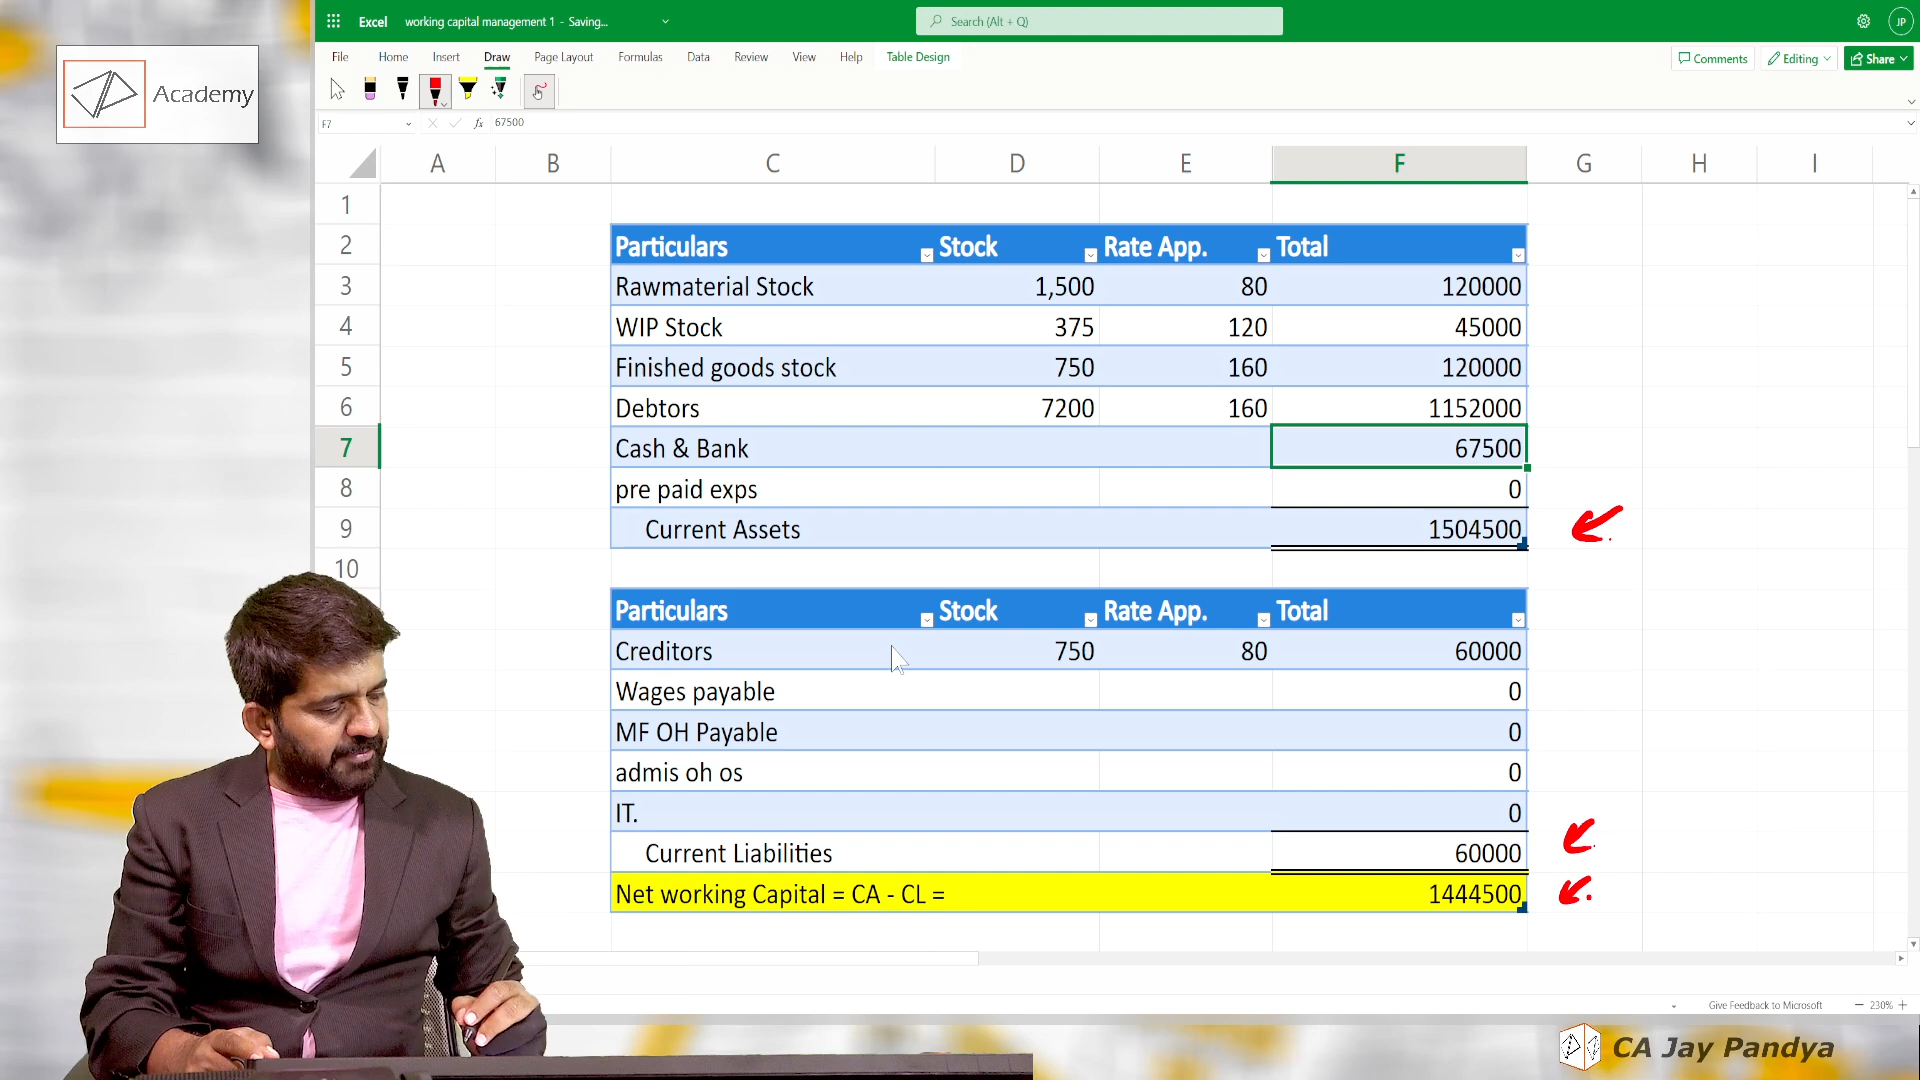 Academy
Excel working capital management 1 - Saving...
Search (Alt + Q)
JP
File Home Insert Draw Page Layout Formulas Data Review View Help Table Design
Comments Editing Share
F7 fx 67500
A B C D E F G H I
1
2 Particulars Stock Rate App. Total
3 Rawmaterial Stock 1,500 80 120000
4 WIP Stock 375 120 45000
5 Finished goods stock 750 160 120000
6 Debtors 7200 160 1152000
7 Cash & Bank 67500
8 pre paid exps 0
9 Current Assets 1504500
10
Particulars Stock Rate App. Total
Creditors 750 80 60000
Wages payable 0
MF OH Payable 0
admis oh os 0
IT. 0
Current Liabilities 60000
Net working Capital = CA - CL = 1444500
Give Feedback to Microsoft − 230% +
CA Jay Pandya